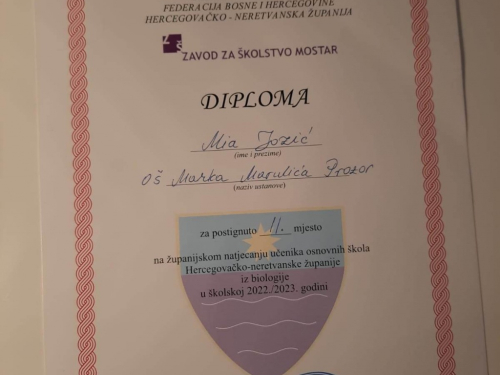 FEDERACIJA BOSNE I HERCEGOVINE
HERCEGOVAČKO - NERETVANSKA ŽUPANIJA
ZAVOD ZA ŠKOLSTVO MOSTAR
DIPLOMA
Mia Jozić
(ime i prezime)
OŠ Marka Marulića Prozor
(naziv ustanove)
za postignuto 11. mjesto
na županijskom natjecanju učenika osnovnih škola
Hercegovačko-neretvanske županije
iz biologije
u školskoj 2022./2023. godini